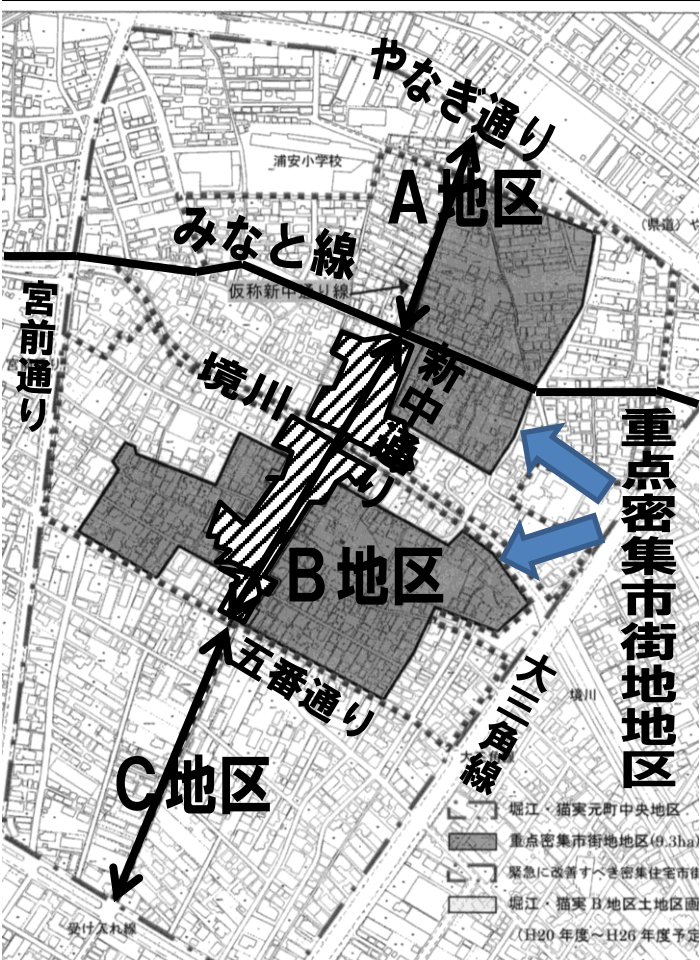 やなぎ通り
浦安小学校
A地区
(県道)や
みなと線
仮称新中通り線
宮前通り
境川
新中通り
重点密集市街地地区
B地区
五番通り
大三角線
境川
C地区
堀江・猫実元町中央地区
重点密集市街地地区(9.3ha)
緊急に改善すべき密集住宅市街
堀江・猫実B地区土地区画
(H20年度～H26年度予定
受け入れ線